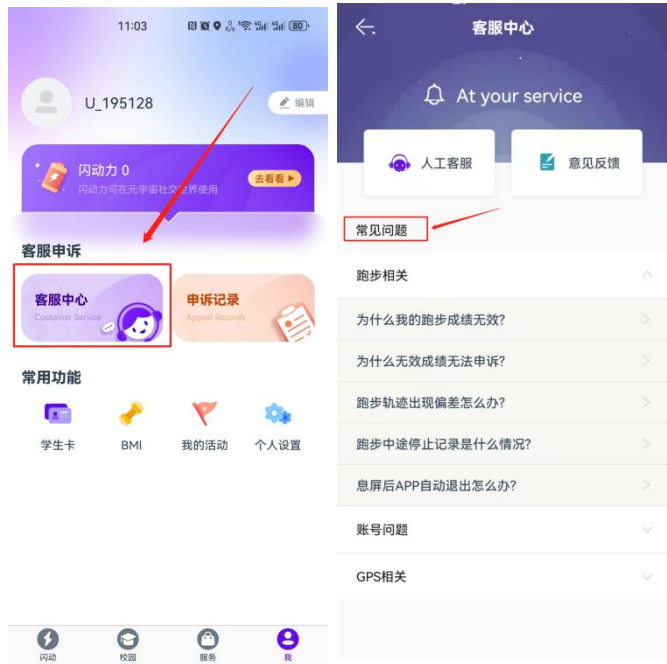 11:03
80
U_195128
编辑
闪动力 0
闪动力可在元宇宙社交世界使用
去看看
客服申诉
客服中心
Customer Service
申诉记录
Appeal Records
常用功能
学生卡
BMI
我的活动
个人设置
闪动
校园
服务
我
客服中心
At your service
人工客服
意见反馈
常见问题
跑步相关
为什么我的跑步成绩无效?
为什么无效成绩无法申诉?
跑步轨迹出现偏差怎么办?
跑步中途停止记录是什么情况?
息屏后APP自动退出怎么办?
账号问题
GPS相关